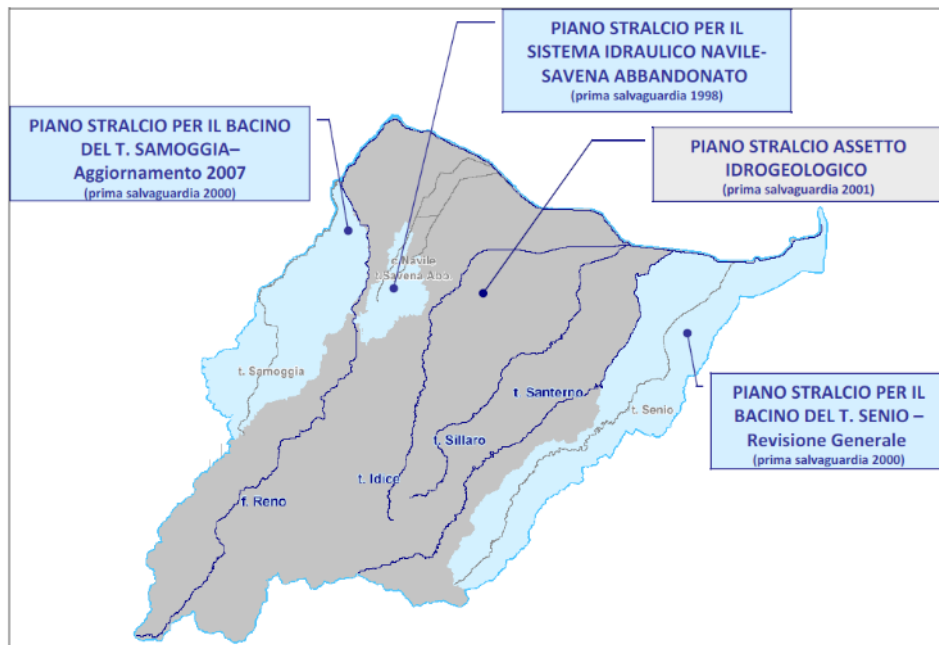 PIANO STRALCIO PER IL
SISTEMA IDRAULICO NAVILE-
SAVENA ABBANDONATO
(prima salvaguardia 1998)
PIANO STRALCIO PER IL BACINO
DEL T. SAMOGGIA–
Aggiornamento 2007
(prima salvaguardia 2000)
PIANO STRALCIO ASSETTO
IDROGEOLOGICO
(prima salvaguardia 2001)
c.Navile
t.Savena Abb.
t. Samoggia
t. Santerno
t. Senio
t. Sillaro
t. Idice
f. Reno
PIANO STRALCIO PER IL
BACINO DEL T. SENIO –
Revisione Generale
(prima salvaguardia 2000)